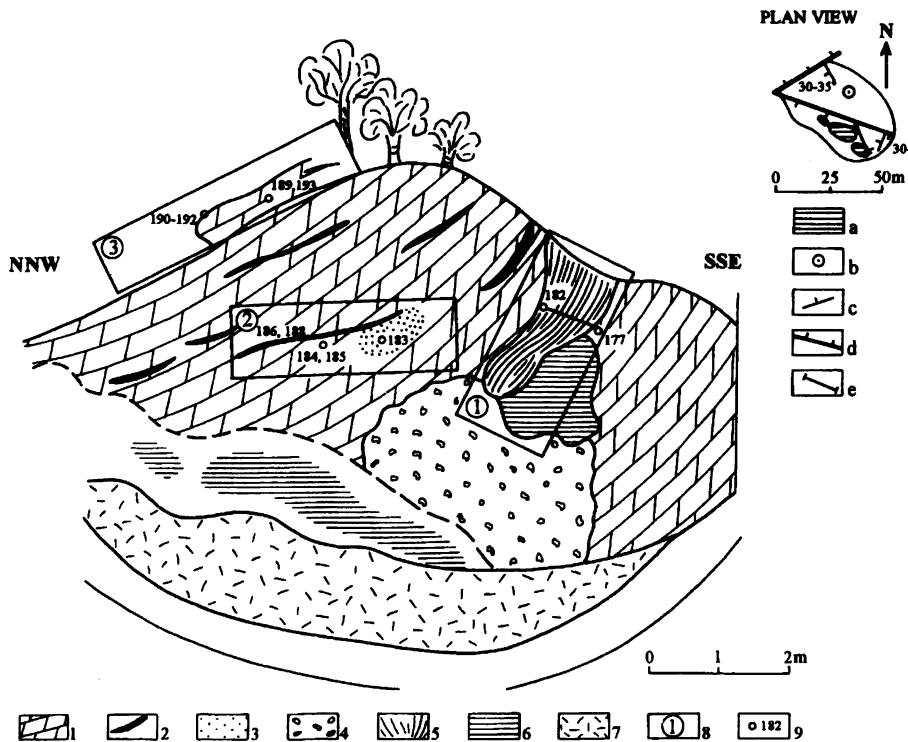 PLAN VIEW
N
30-35
30-
0 25 50m
a
b
c
d
e
NNW
SSE
189,193
190-192
3
2
186, 188
184, 185
183
182
177
1
0 1 2m
1 2 3 4 5 6 7 1 8 182 9